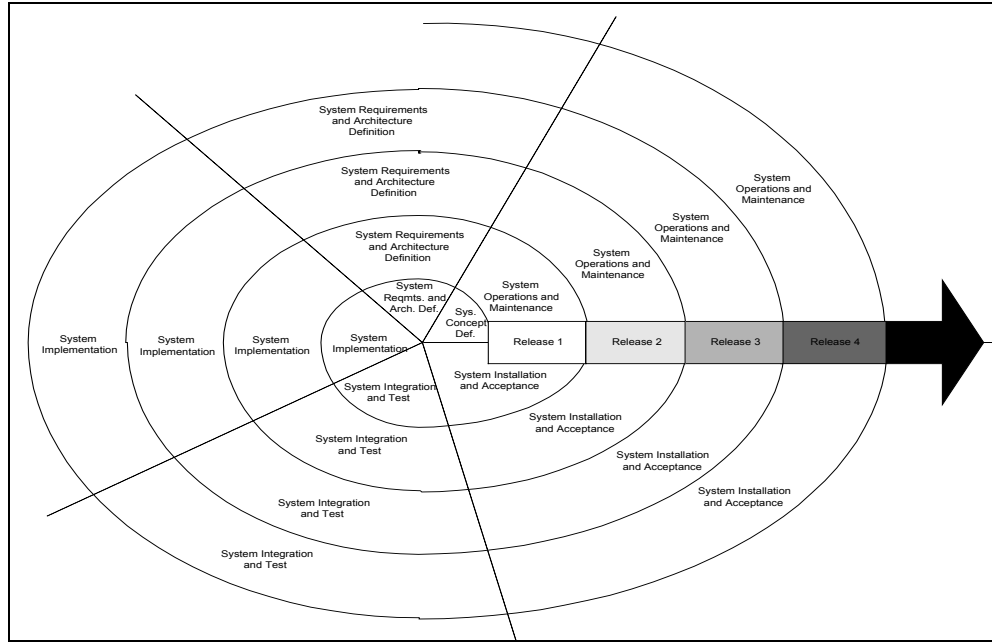 System Requirements
and Architecture
Definition
System Requirements
and Architecture
Definition
System Requirements
and Architecture
Definition
System
Reqmts. and
Arch. Def.
Sys.
Concept
Def.
System
Operations and
Maintenance
System
Operations and
Maintenance
System
Operations and
Maintenance
System
Operations and
Maintenance
System
Implementation
System
Implementation
System
Implementation
System
Implementation
Release 1
Release 2
Release 3
Release 4
System Integration
and Test
System Installation
and Acceptance
System Integration
and Test
System Installation
and Acceptance
System Integration
and Test
System Installation
and Acceptance
System Integration
and Test
System Installation
and Acceptance